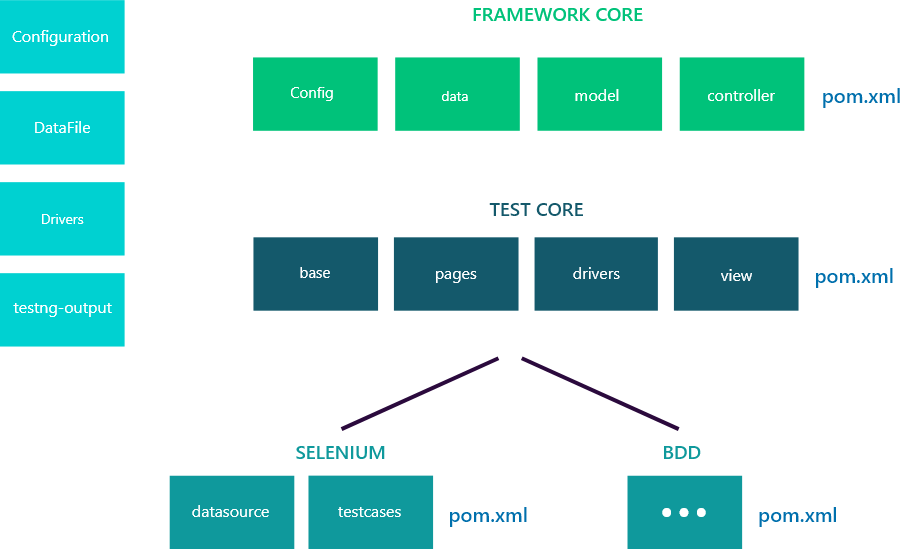 Configuration
DataFile
Drivers
testng-output
FRAMEWORK CORE
Config
data
model
controller
pom.xml
TEST CORE
base
pages
drivers
view
pom.xml
SELENIUM
datasource
testcases
pom.xml
BDD
•••
pom.xml